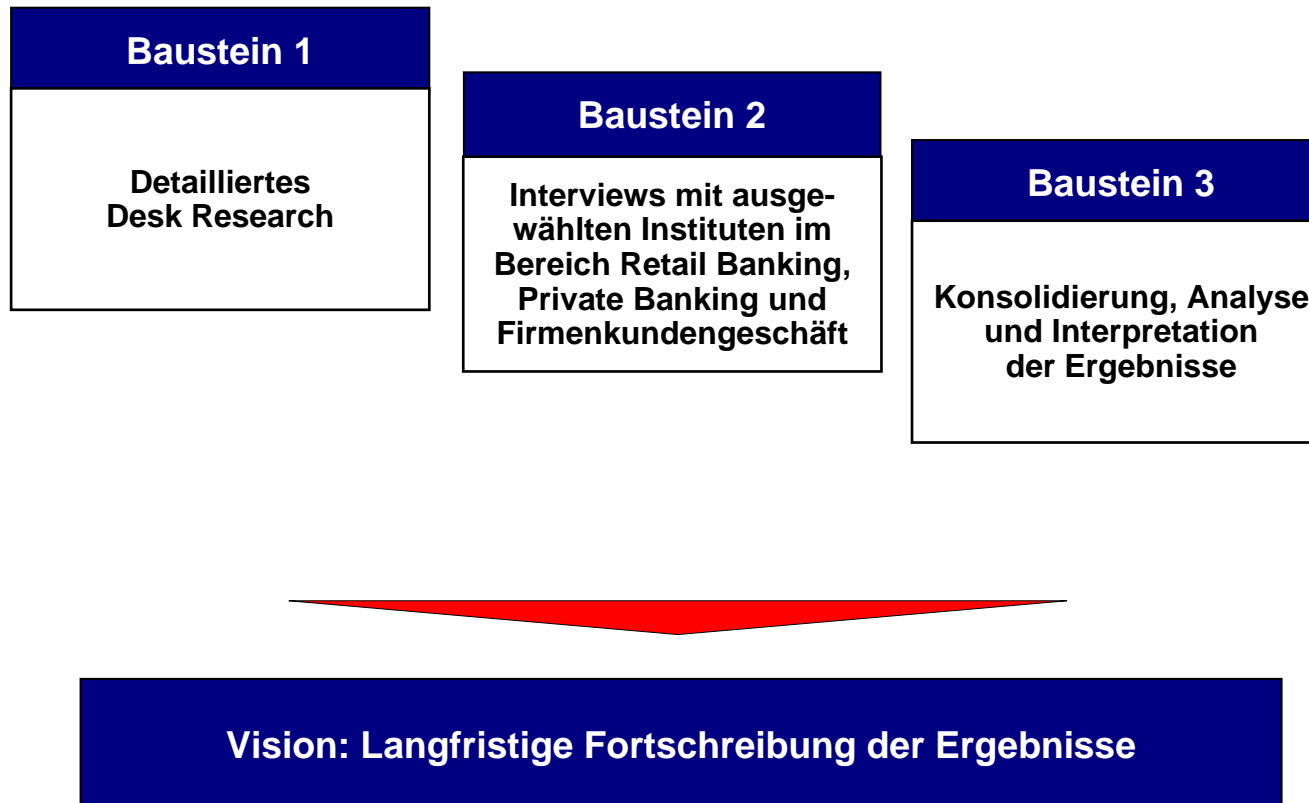 Baustein 1
Detailliertes
Desk Research
Baustein 2
Interviews mit ausge-
wählten Instituten im
Bereich Retail Banking,
Private Banking und
Firmenkundengeschäft
Baustein 3
Konsolidierung, Analyse
und Interpretation
der Ergebnisse
Vision: Langfristige Fortschreibung der Ergebnisse